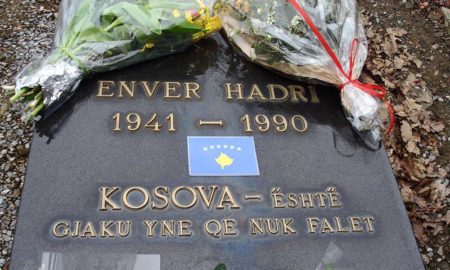 ENVER HADRI
1941 – 1990
KOSOVA – ËSHTË
GJAKU YNE QË NUK FALET